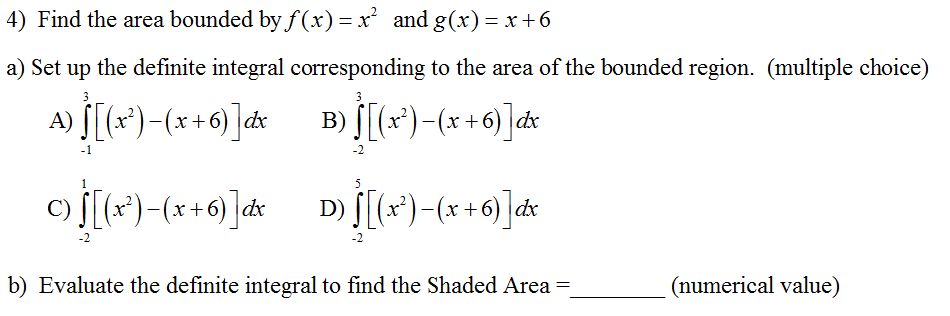 4) Find the area bounded by f(x) = x² and g(x) = x + 6
a) Set up the definite integral corresponding to the area of the bounded region. (multiple choice)
A) ∫₋₁³[(x²)−(x+6)]dx B) ∫₋₂³[(x²)−(x+6)]dx
C) ∫₋₂¹[(x²)−(x+6)]dx D) ∫₋₂⁵[(x²)−(x+6)]dx
b) Evaluate the definite integral to find the Shaded Area =________ (numerical value)